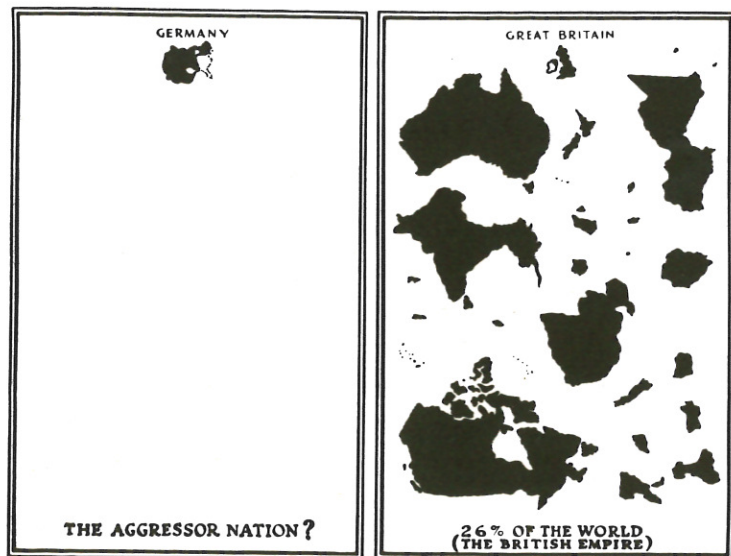 GERMANY
THE AGGRESSOR NATION?
GREAT BRITAIN
26% OF THE WORLD
(THE BRITISH EMPIRE)